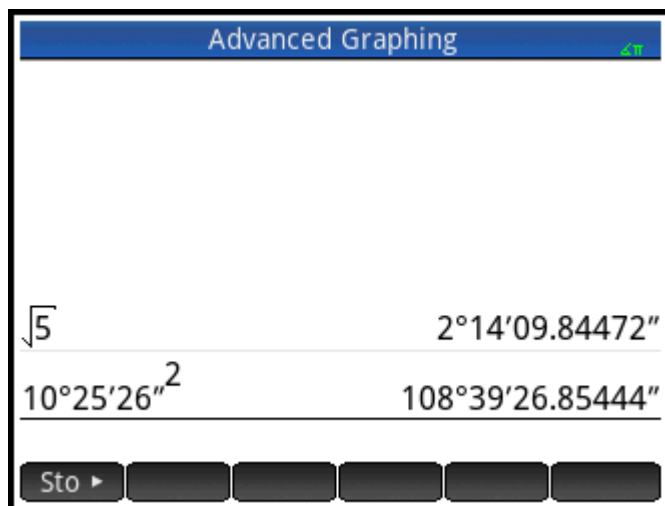 Advanced Graphing
∡π
√5 2°14′09.84472″
10°25′26″² 108°39′26.85444″
Sto ▸